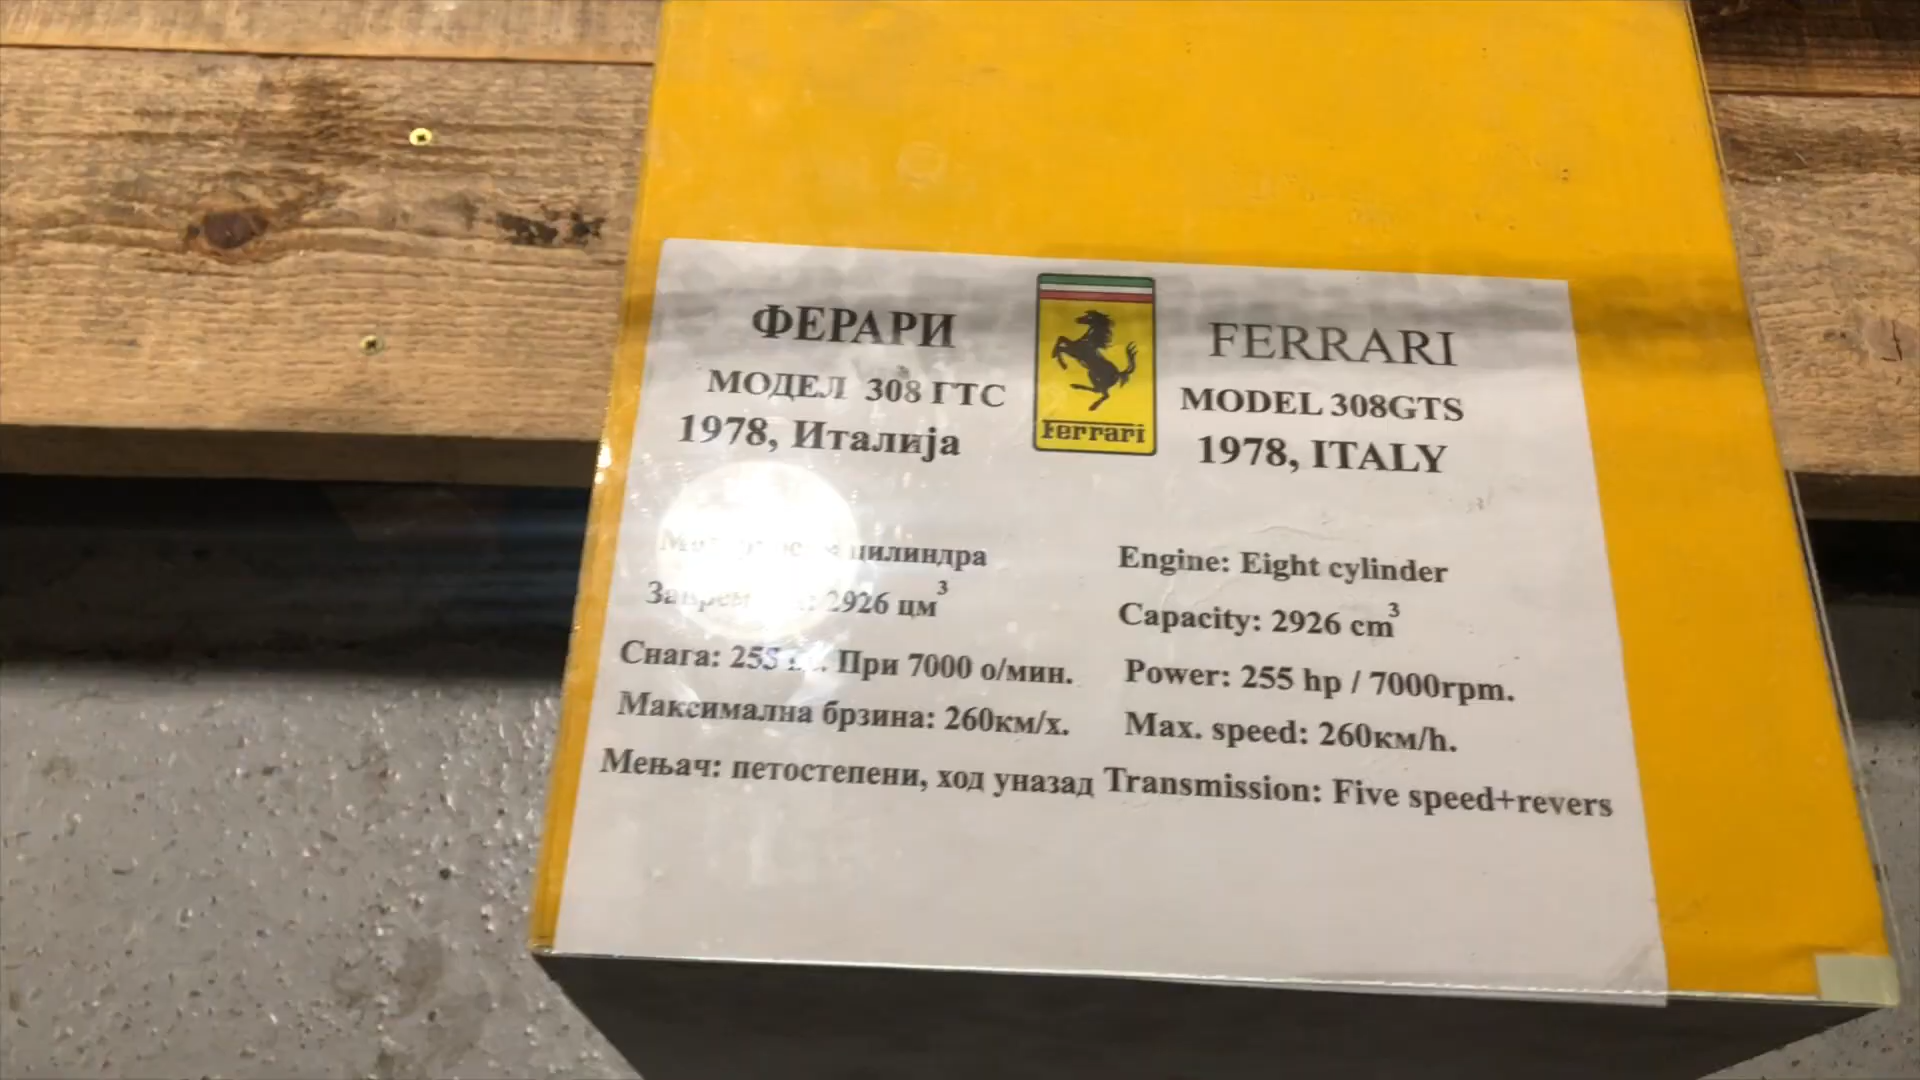 ФЕРАРИ
МОДЕЛ 308 ГТС
1978, Италија
цилиндра
2926 цм³
Снага: 255 При 7000 о/мин.
Максимална брзина: 260км/х.
Мењач: петостепени, ход уназад
Ferrari
FERRARI
MODEL 308GTS
1978, ITALY
Engine: Eight cylinder
Capacity: 2926 cm³
Power: 255 hp / 7000rpm.
Max. speed: 260км/h.
Transmission: Five speed+revers